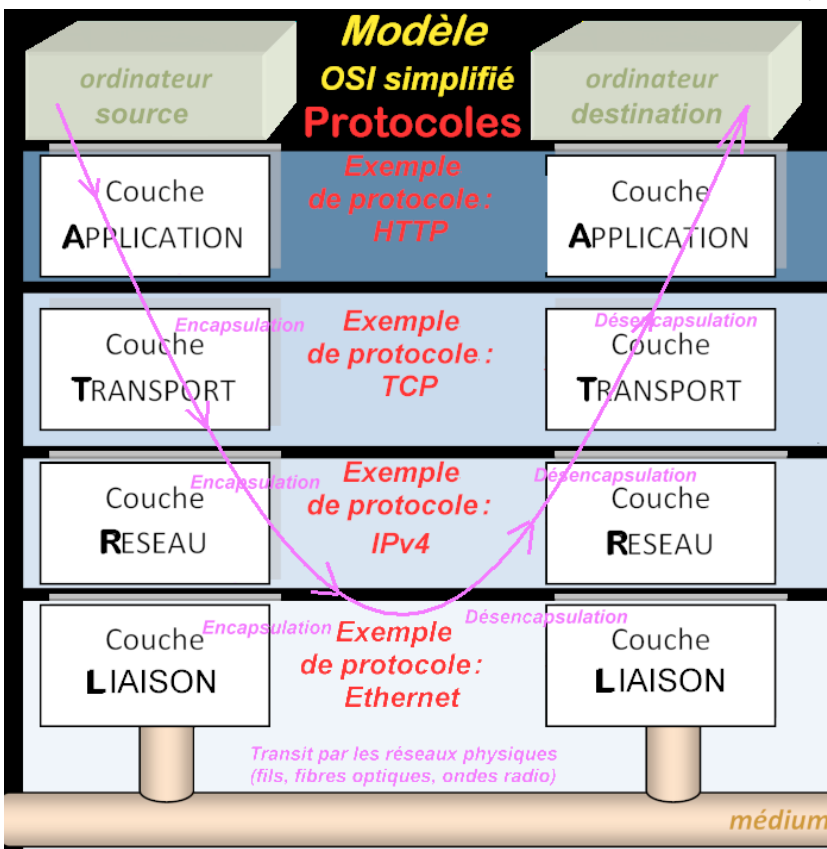 Modèle
OSI simplifié
Protocoles
ordinateur
source
ordinateur
destination
Couche
APPLICATION
Exemple
de protocole :
HTTP
Couche
APPLICATION
Encapsulation
Désencapsulation
Couche
TRANSPORT
Exemple
de protocole :
TCP
Couche
TRANSPORT
Encapsulation
Désencapsulation
Couche
RESEAU
Exemple
de protocole :
IPv4
Couche
RESEAU
Encapsulation
Désencapsulation
Couche
LIAISON
Exemple
de protocole :
Ethernet
Couche
LIAISON
Transit par les réseaux physiques
(fils, fibres optiques, ondes radio)
médium